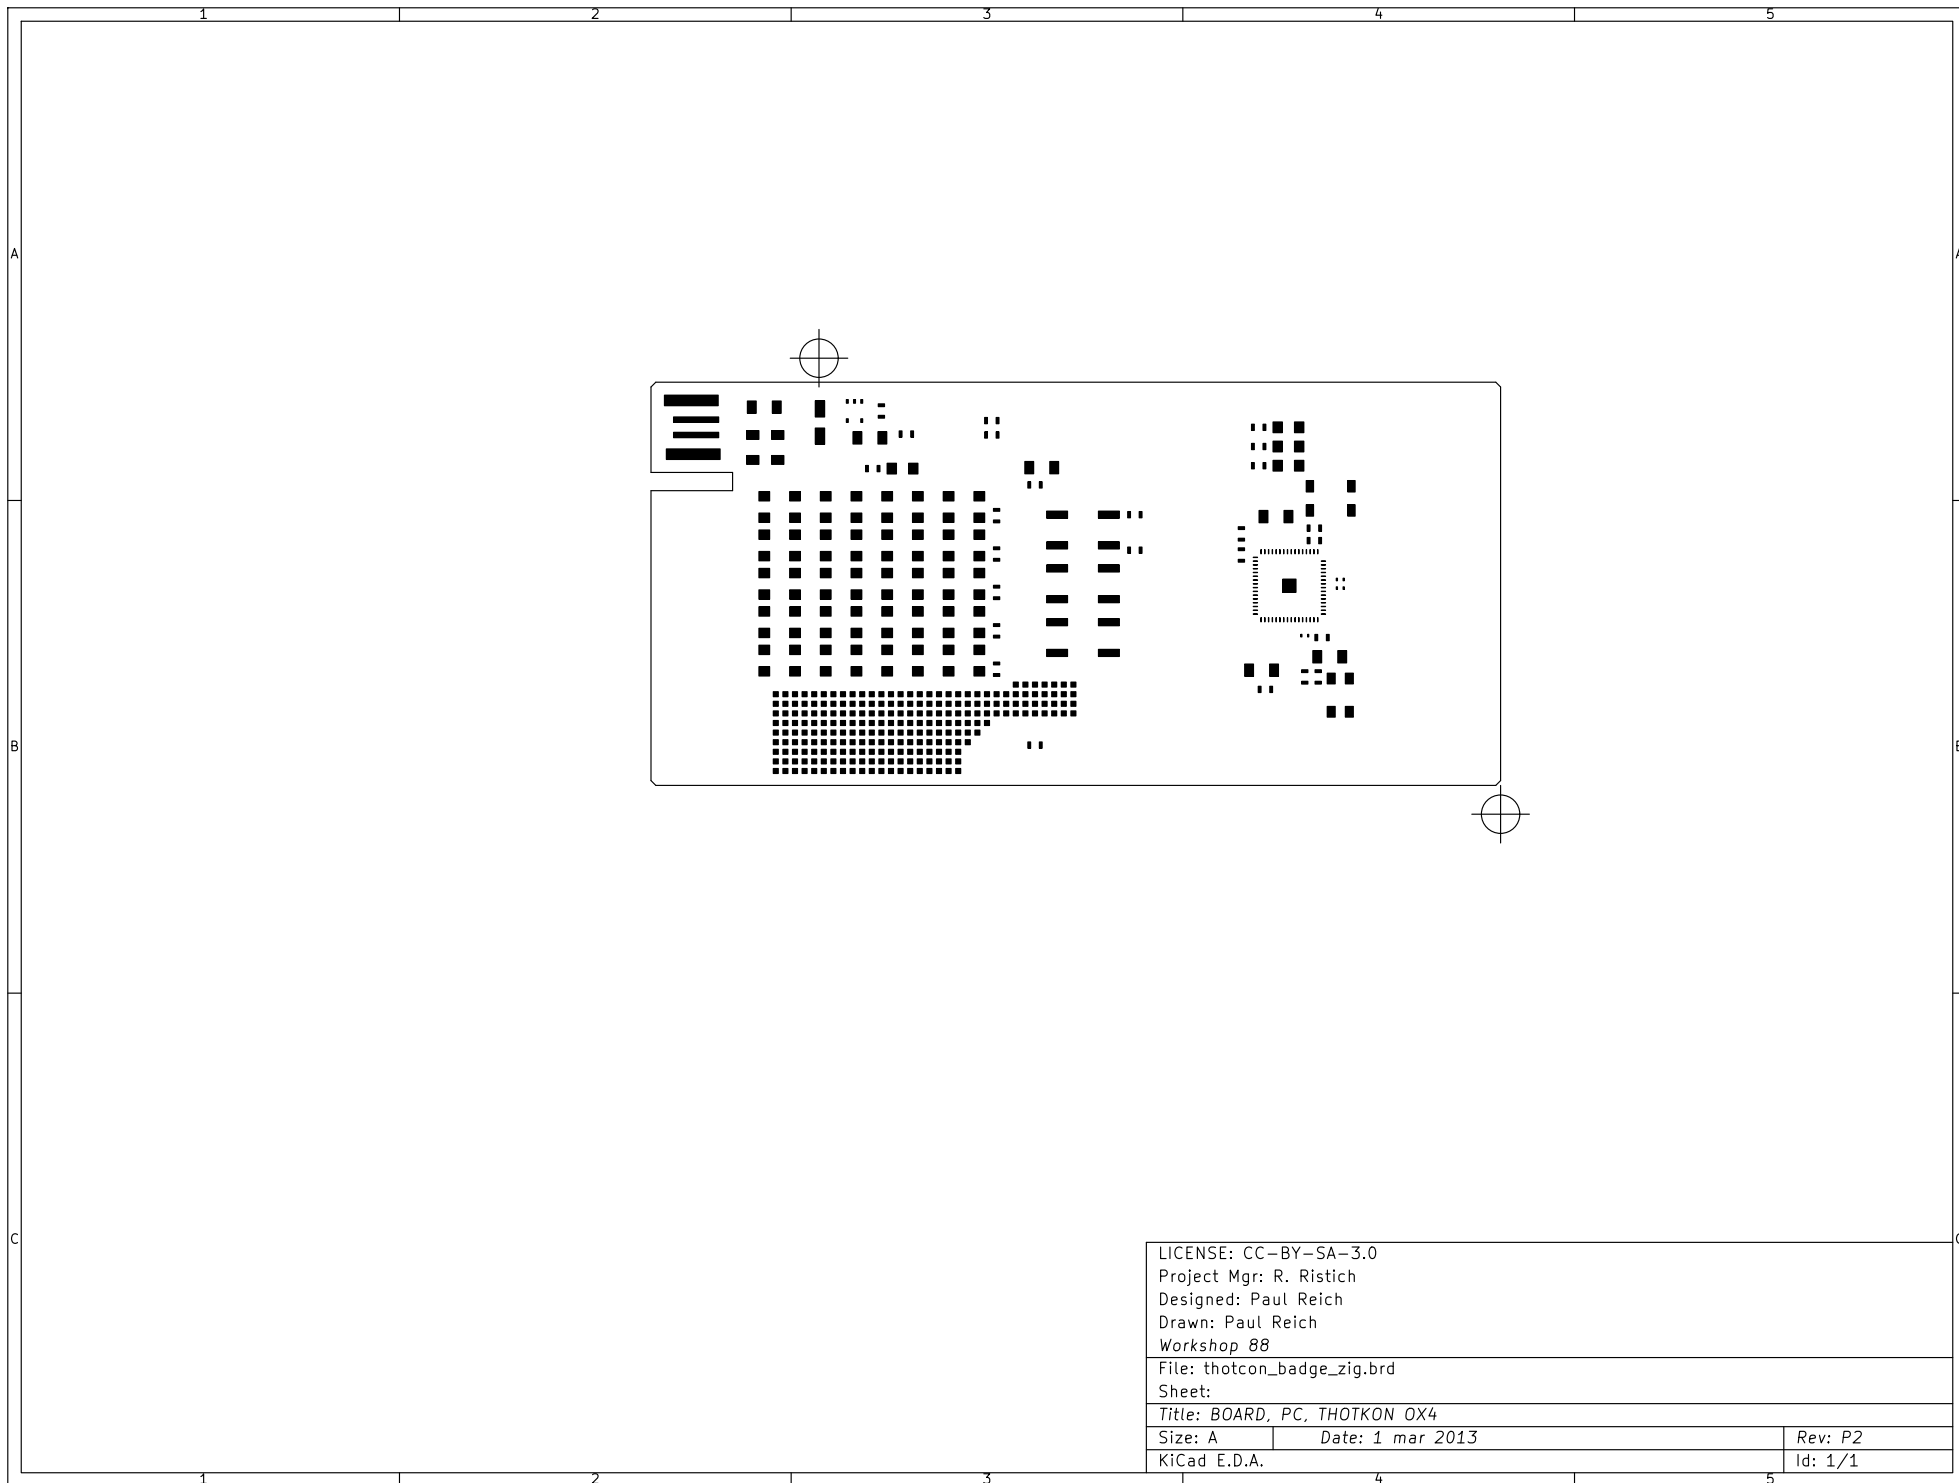 1 2 3 4 5
A A
B B
C C
LICENSE: CC-BY-SA-3.0
Project Mgr: R. Ristich
Designed: Paul Reich
Drawn: Paul Reich
Workshop 88
File: thotcon_badge_zig.brd
Sheet:
Title: BOARD, PC, THOTKON OX4
Size: A Date: 1 mar 2013 Rev: P2
KiCad E.D.A. Id: 1/1
1 2 3 4 5